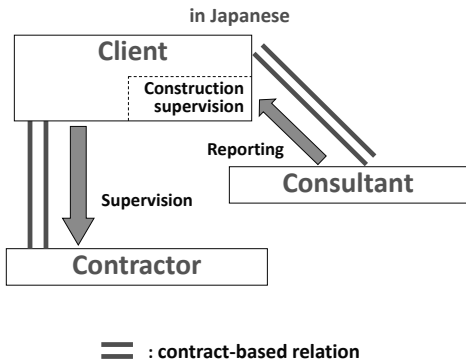 in Japanese
Client
Construction
supervision
Reporting
Consultant
Supervision
Contractor
: contract-based relation